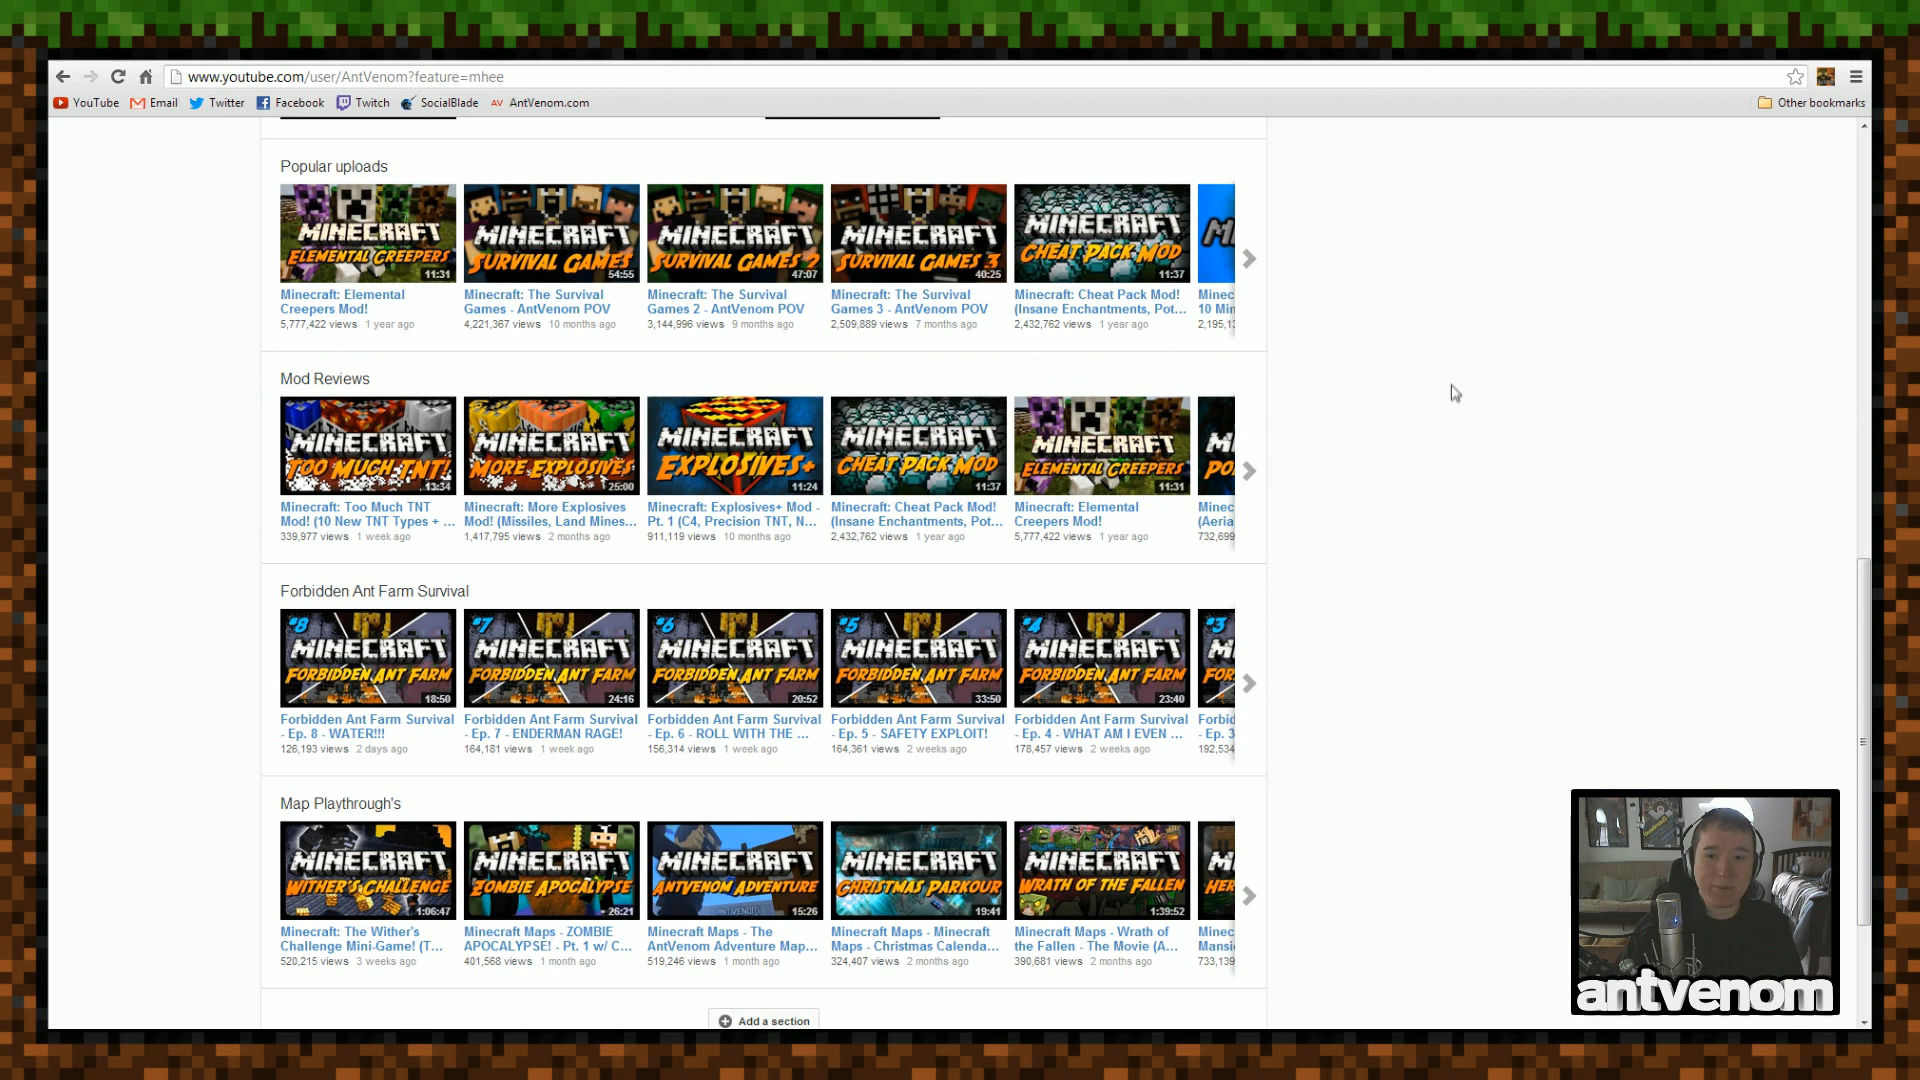 www.youtube.com/user/AntVenom?feature=mhee
YouTube Email Twitter Facebook Twitch SocialBlade AV AntVenom.com Other bookmarks
Popular uploads
MINECRAFT ELEMENTAL CREEPERS 11:31
MINECRAFT SURVIVAL GAMES 54:55
MINECRAFT SURVIVAL GAMES 2 47:07
MINECRAFT SURVIVAL GAMES 3 40:25
MINECRAFT CHEAT PACK MOD 11:37
Minecraft: Elemental
Creepers Mod!
5,777,422 views 1 year ago
Minecraft: The Survival
Games - AntVenom POV
4,221,367 views 10 months ago
Minecraft: The Survival
Games 2 - AntVenom POV
3,144,996 views 9 months ago
Minecraft: The Survival
Games 3 - AntVenom POV
2,509,889 views 7 months ago
Minecraft: Cheat Pack Mod!
(Insane Enchantments, Pot...
2,432,762 views 1 year ago
Minec
10 Min
2,195,13
Mod Reviews
MINECRAFT TOO MUCH TNT! 13:34
MINECRAFT MORE EXPLOSIVES 25:00
MINECRAFT EXPLOSIVES+ 11:24
MINECRAFT CHEAT PACK MOD 11:37
MINECRAFT ELEMENTAL CREEPERS 11:31
Minecraft: Too Much TNT
Mod! (10 New TNT Types + ...
339,977 views 1 week ago
Minecraft: More Explosives
Mod! (Missiles, Land Mines...
1,417,795 views 2 months ago
Minecraft: Explosives+ Mod -
Pt. 1 (C4, Precision TNT, N...
911,119 views 10 months ago
Minecraft: Cheat Pack Mod!
(Insane Enchantments, Pot...
2,432,762 views 1 year ago
Minecraft: Elemental
Creepers Mod!
5,777,422 views 1 year ago
Minec
(Aeria
732,699
Forbidden Ant Farm Survival
#8 MINECRAFT FORBIDDEN ANT FARM 18:50
#7 MINECRAFT FORBIDDEN ANT FARM 24:16
#6 MINECRAFT FORBIDDEN ANT FARM 20:52
#5 MINECRAFT FORBIDDEN ANT FARM 33:50
#4 MINECRAFT FORBIDDEN ANT FARM 23:40
#3
Forbidden Ant Farm Survival
- Ep. 8 - WATER!!!
126,193 views 2 days ago
Forbidden Ant Farm Survival
- Ep. 7 - ENDERMAN RAGE!
164,181 views 1 week ago
Forbidden Ant Farm Survival
- Ep. 6 - ROLL WITH THE ...
156,314 views 1 week ago
Forbidden Ant Farm Survival
- Ep. 5 - SAFETY EXPLOIT!
164,361 views 2 weeks ago
Forbidden Ant Farm Survival
- Ep. 4 - WHAT AM I EVEN ...
178,457 views 2 weeks ago
Forbid
- Ep. 3
192,534
Map Playthrough's
MINECRAFT WITHER'S CHALLENGE 1:06:47
MINECRAFT ZOMBIE APOCALYPSE 26:21
MINECRAFT ANTVENOM ADVENTURE 15:26
MINECRAFT CHRISTMAS PARKOUR 19:41
MINECRAFT WRATH OF THE FALLEN 1:39:52
Minecraft: The Wither's
Challenge Mini-Game! (T...
520,215 views 3 weeks ago
Minecraft Maps - ZOMBIE
APOCALYPSE! - Pt. 1 w/ C...
401,568 views 1 month ago
Minecraft Maps - The
AntVenom Adventure Map...
519,246 views 1 month ago
Minecraft Maps - Minecraft
Maps - Christmas Calenda...
324,407 views 2 months ago
Minecraft Maps - Wrath of
the Fallen - The Movie (A...
390,681 views 2 months ago
Minec
Mansi
733,139
Add a section
antvenom